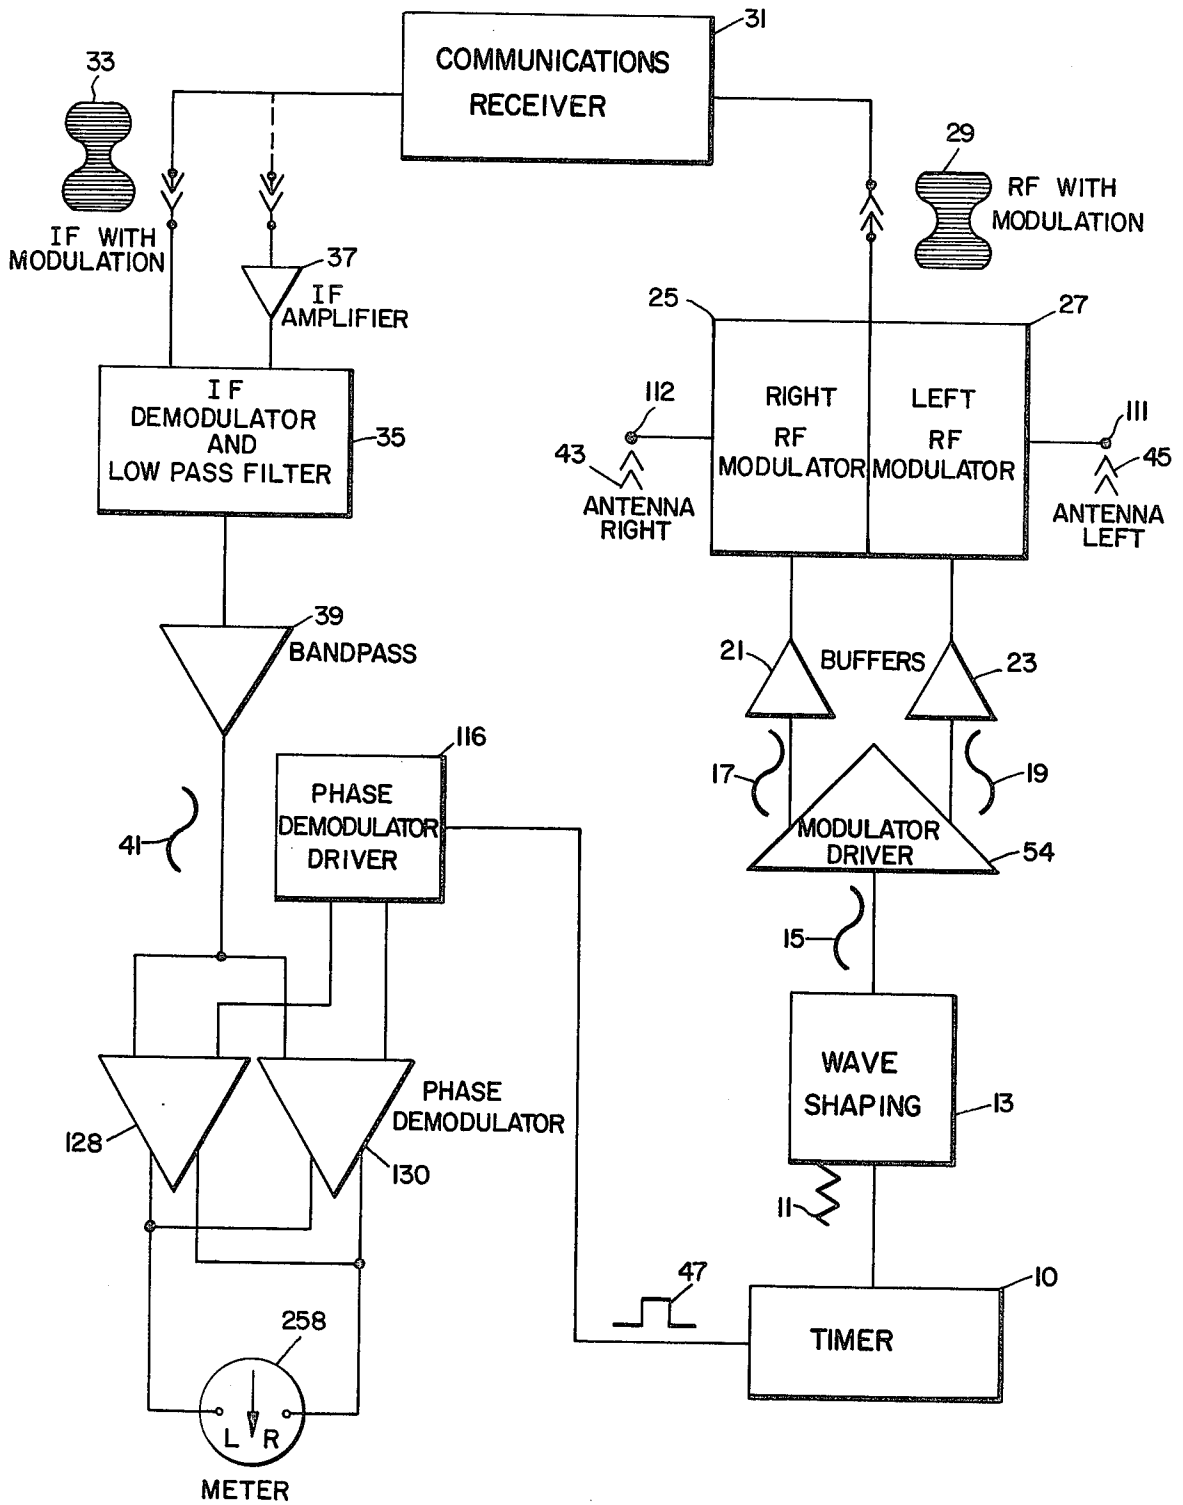 31
COMMUNICATIONS
RECEIVER
33
IF WITH
MODULATION
29
RF WITH
MODULATION
37
IF
AMPLIFIER
25
27
IF
DEMODULATOR
AND
LOW PASS FILTER
35
RIGHT
RF
MODULATOR
LEFT
RF
MODULATOR
112
43
ANTENNA
RIGHT
111
45
ANTENNA
LEFT
39
BANDPASS
21
BUFFERS
23
17
19
116
PHASE
DEMODULATOR
DRIVER
41
MODULATOR
DRIVER
54
15
WAVE
SHAPING
13
PHASE
DEMODULATOR
128
130
11
47
10
TIMER
258
L R
METER